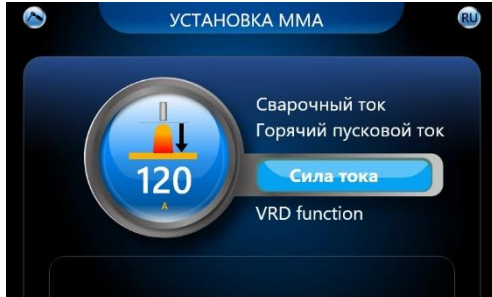 УСТАНОВКА ММА
RU
Сварочный ток
Горячий пусковой ток
Сила тока
120
A
VRD function